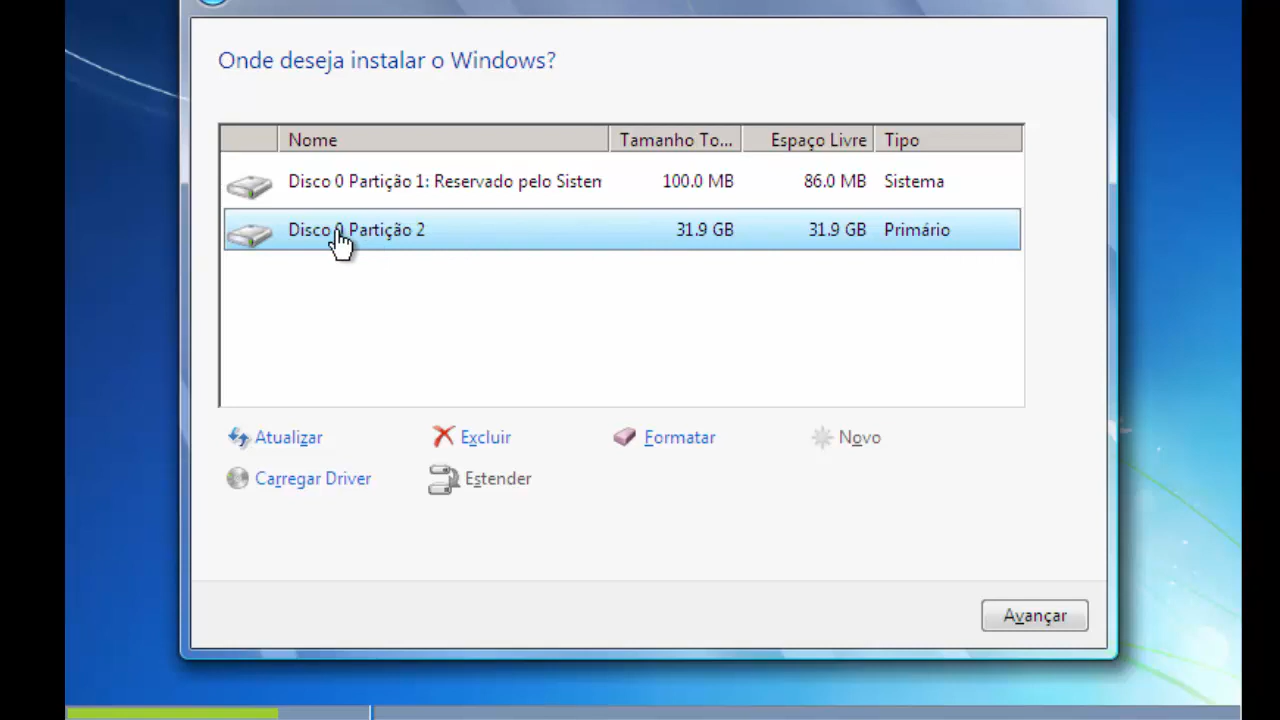 Onde deseja instalar o Windows?
Nome Tamanho To... Espaço Livre Tipo
Disco 0 Partição 1: Reservado pelo Sisten 100.0 MB 86.0 MB Sistema
Disco 0 Partição 2 31.9 GB 31.9 GB Primário
Atualizar Excluir Formatar Novo
Carregar Driver Estender
Avançar